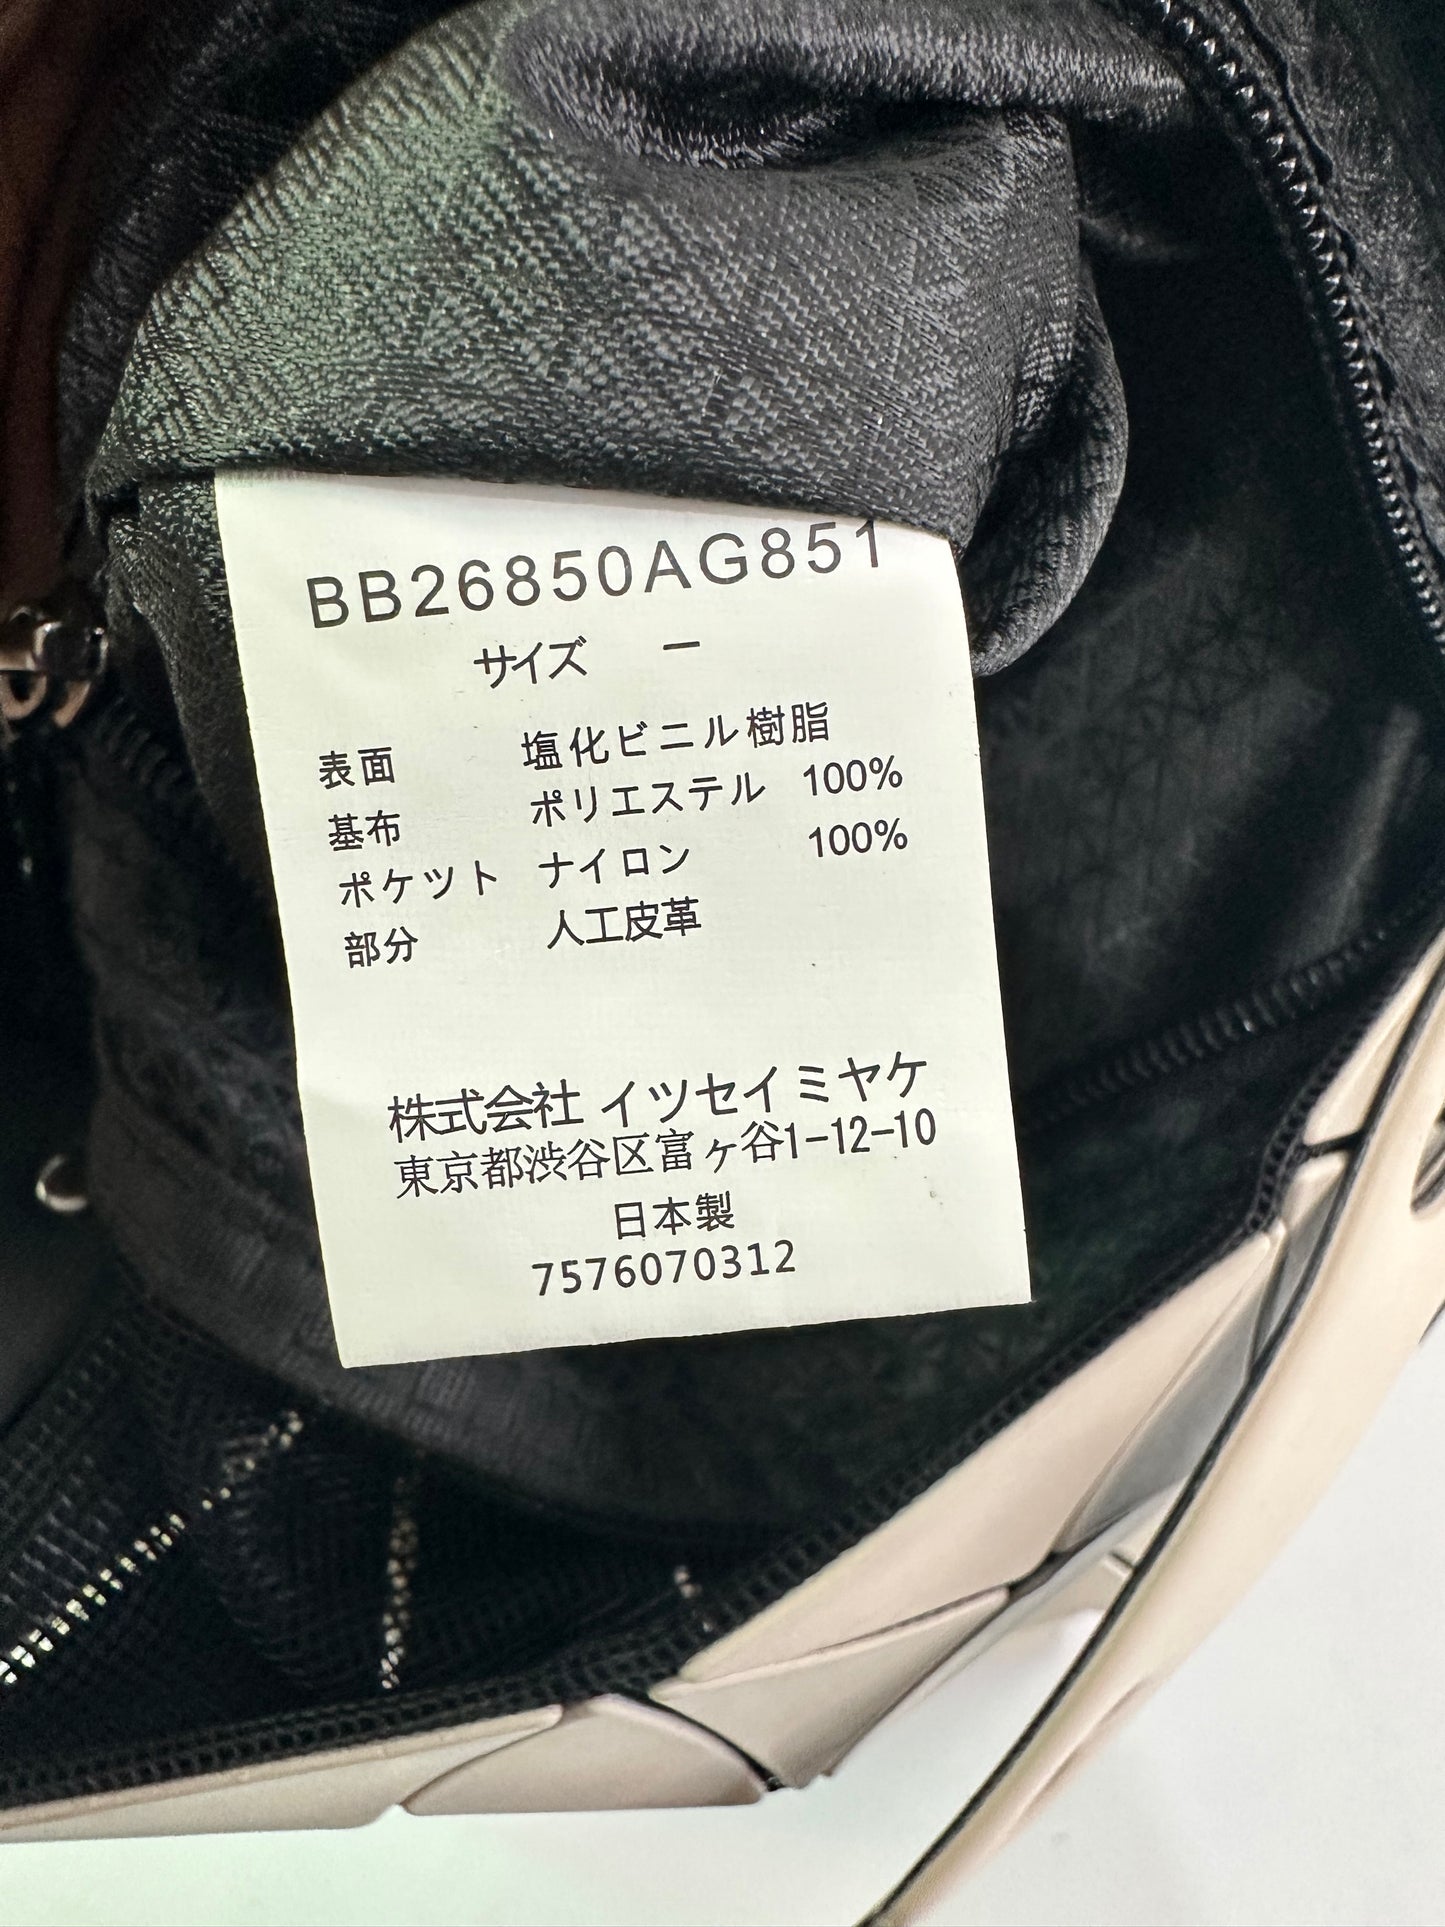 BB26850AG851
サイズ ー
表面 塩化ビニル樹脂
基布 ポリエステル 100%
ポケット ナイロン 100%
部分 人工皮革
株式会社 イツセイミヤケ
東京都渋谷区富ヶ谷1-12-10
日本製
7576070312